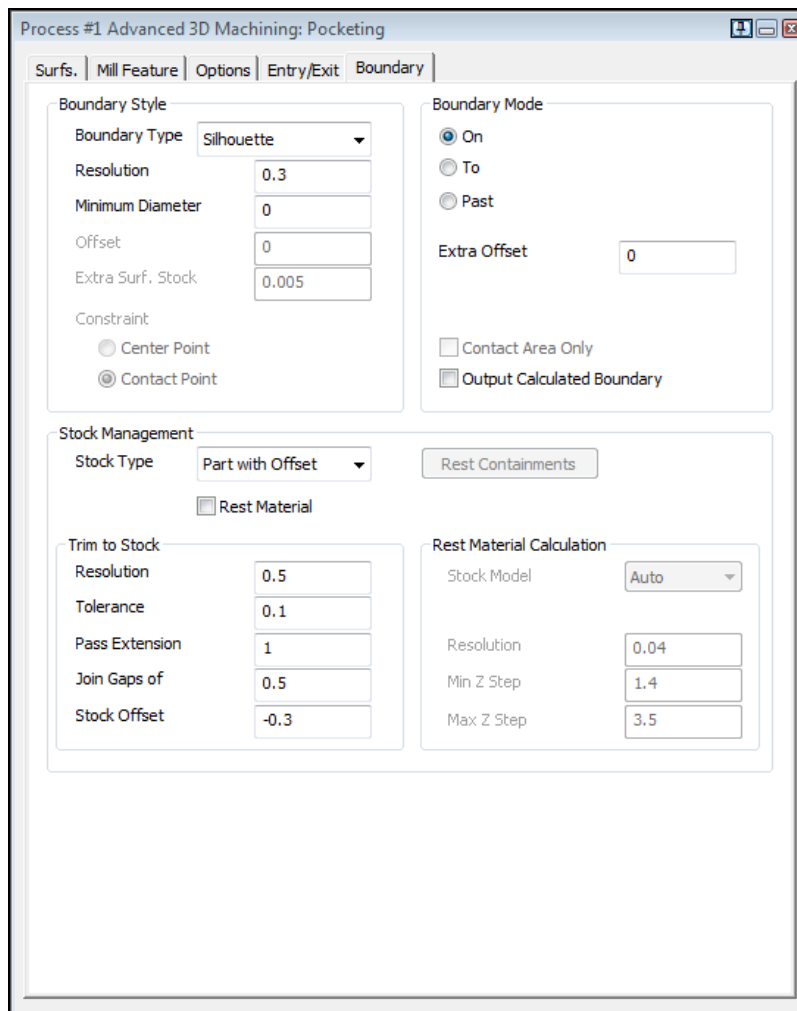 Process #1 Advanced 3D Machining: Pocketing
Surfs. Mill Feature Options Entry/Exit Boundary
Boundary Style
Boundary Type Silhouette
Resolution 0.3
Minimum Diameter 0
Offset 0
Extra Surf. Stock 0.005
Constraint
Center Point
Contact Point
Boundary Mode
On
To
Past
Extra Offset 0
Contact Area Only
Output Calculated Boundary
Stock Management
Stock Type Part with Offset Rest Containments
Rest Material
Trim to Stock
Resolution 0.5
Tolerance 0.1
Pass Extension 1
Join Gaps of 0.5
Stock Offset -0.3
Rest Material Calculation
Stock Model Auto
Resolution 0.04
Min Z Step 1.4
Max Z Step 3.5